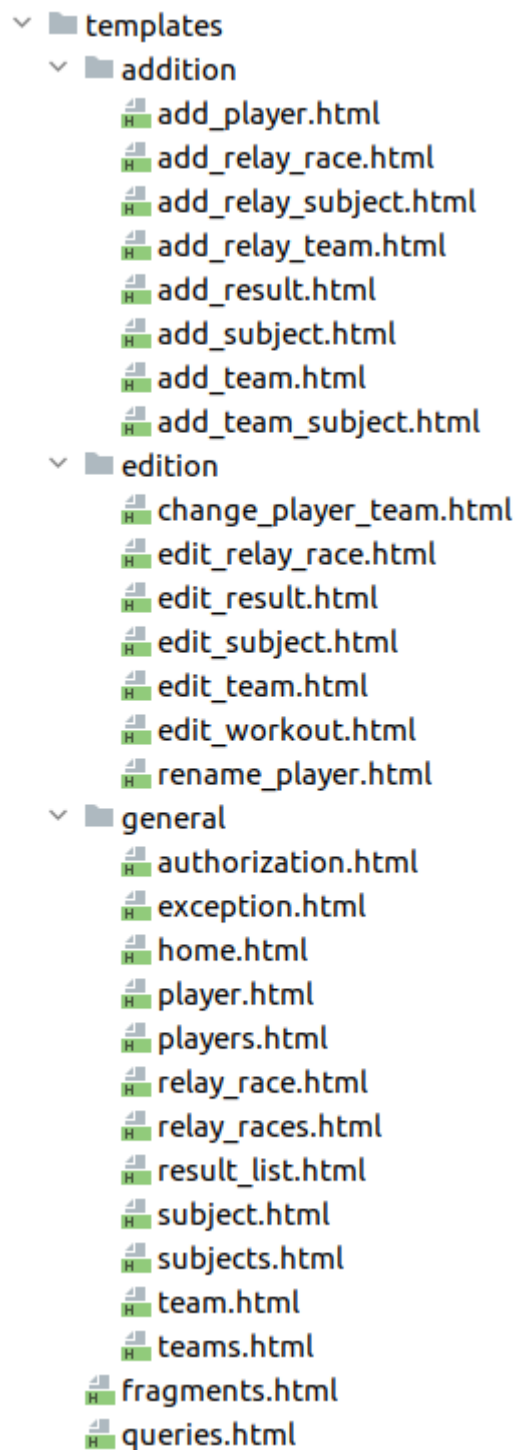 templates
addition
add_player.html
add_relay_race.html
add_relay_subject.html
add_relay_team.html
add_result.html
add_subject.html
add_team.html
add_team_subject.html
edition
change_player_team.html
edit_relay_race.html
edit_result.html
edit_subject.html
edit_team.html
edit_workout.html
rename_player.html
general
authorization.html
exception.html
home.html
player.html
players.html
relay_race.html
relay_races.html
result_list.html
subject.html
subjects.html
team.html
teams.html
fragments.html
queries.html